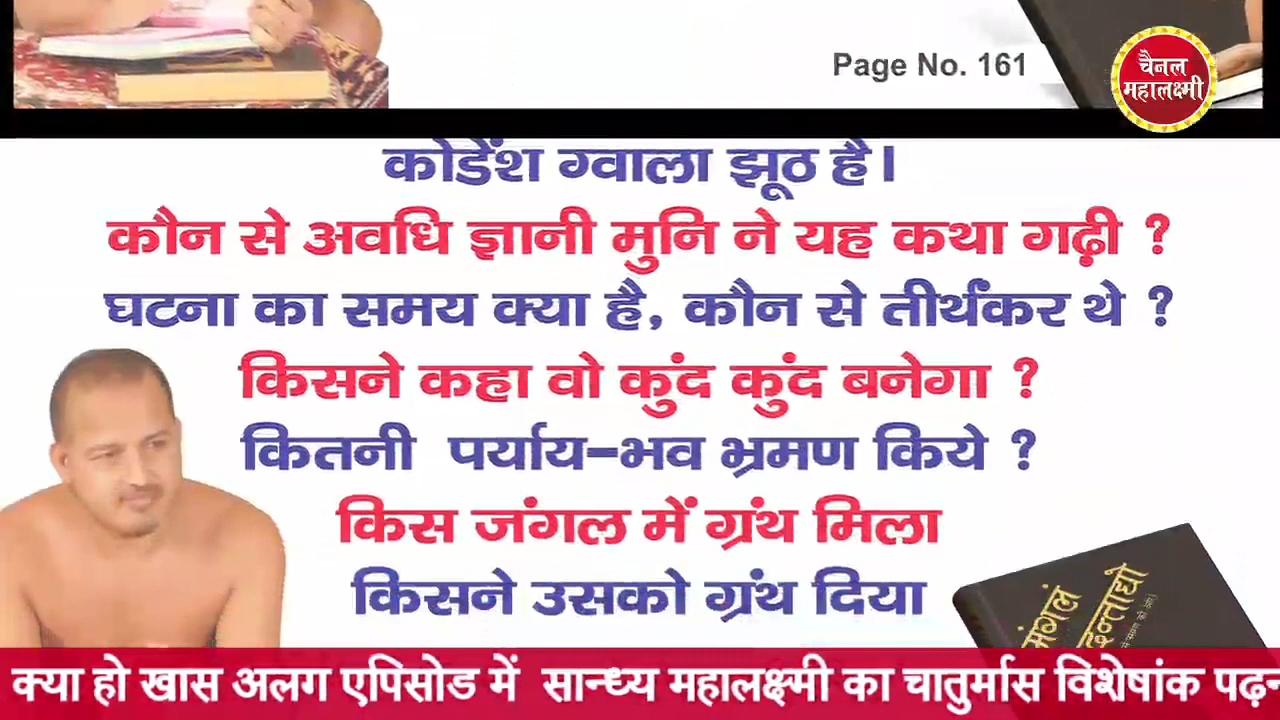 Page No. 161
चैनल
महालक्ष्मी
कोडेंश ग्वाला झूठ है।
कौन से अवधि ज्ञानी मुनि ने यह कथा गढ़ी ?
घटना का समय क्या है, कौन से तीर्थंकर थे ?
किसने कहा वो कुंद कुंद बनेगा ?
कितनी पर्याय-भव भ्रमण किये ?
किस जंगल में ग्रंथ मिला
किसने उसको ग्रंथ दिया
मंगलं
क्या हो खास अलग एपिसोड में सान्ध्य महालक्ष्मी का चातुर्मास विशेषांक पढ़न